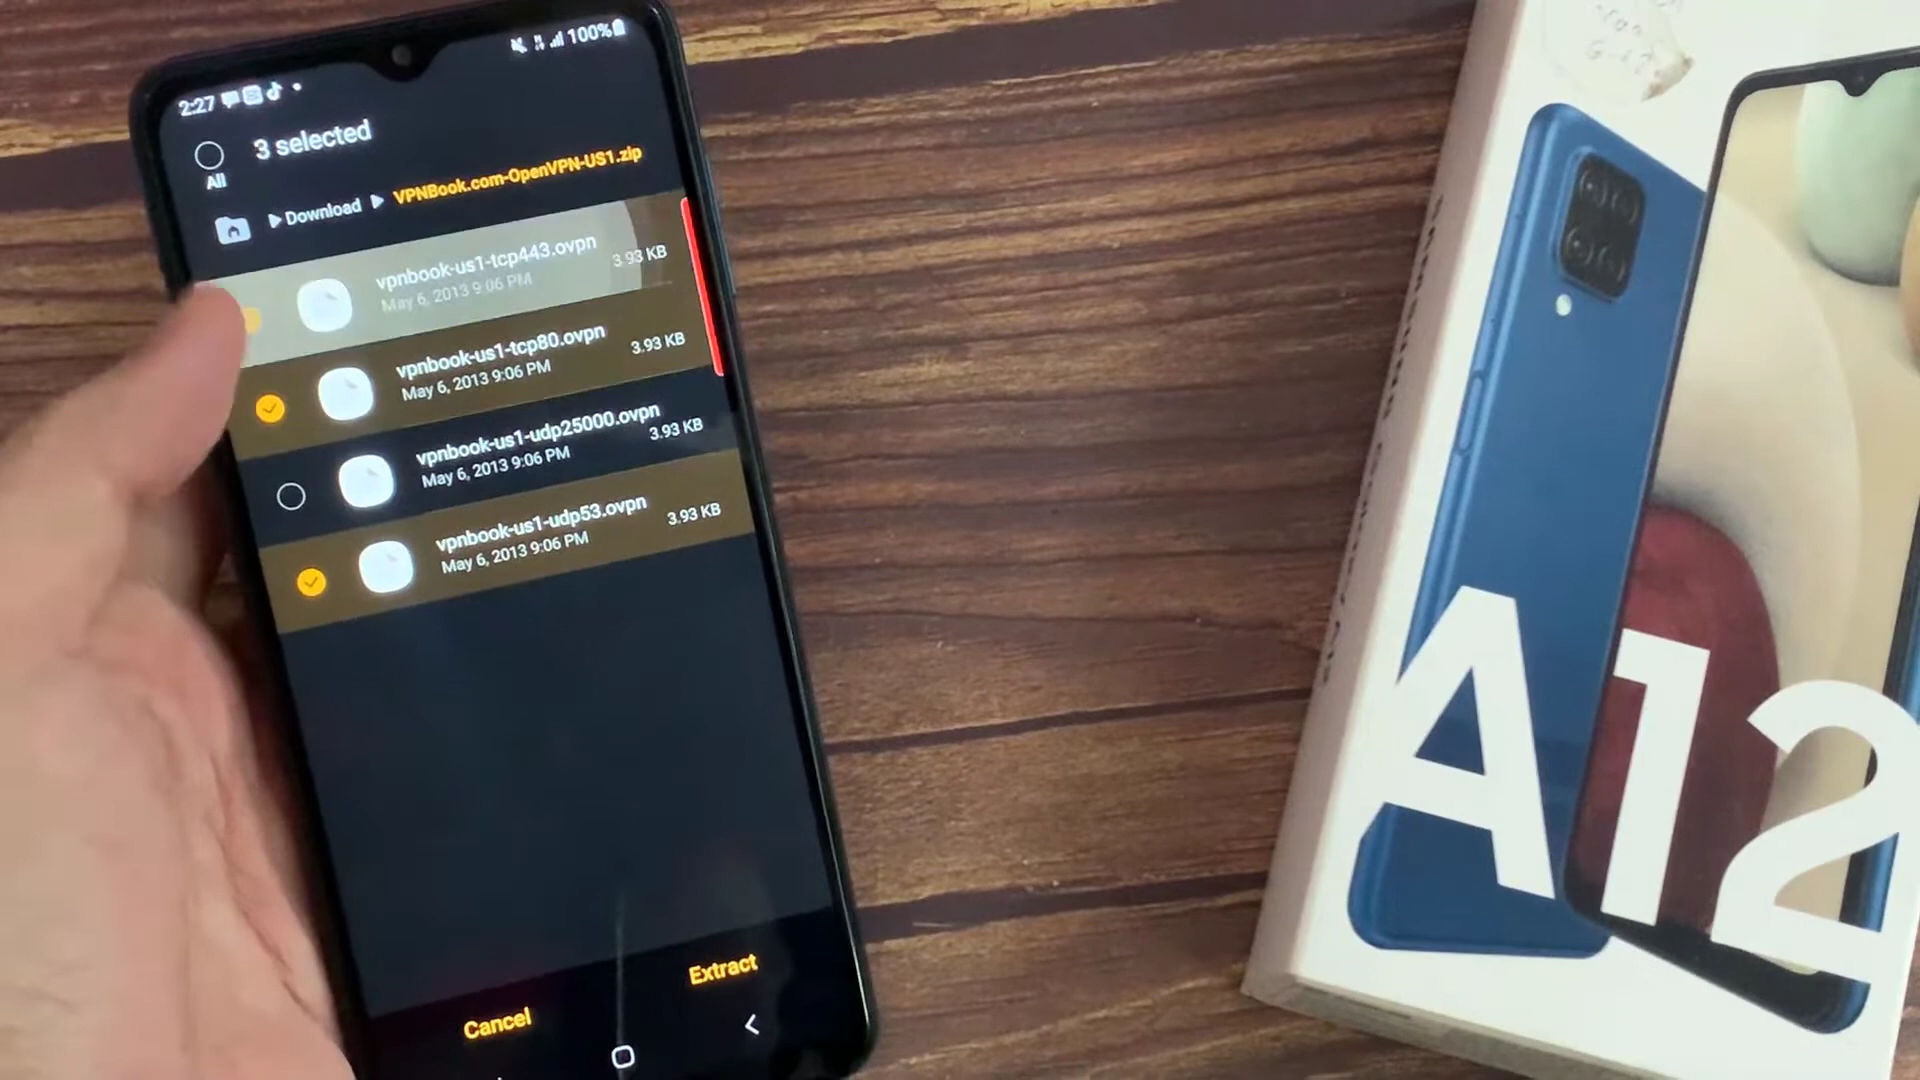 2:27
100%
3 selected
All
Download
VPNBook.com-OpenVPN-US1.zip
vpnbook-us1-tcp443.ovpn
May 6, 2013 9:06 PM
3.93 KB
vpnbook-us1-tcp80.ovpn
May 6, 2013 9:06 PM
3.93 KB
vpnbook-us1-udp25000.ovpn
May 6, 2013 9:06 PM
3.93 KB
vpnbook-us1-udp53.ovpn
May 6, 2013 9:06 PM
3.93 KB
Cancel
Extract
A12